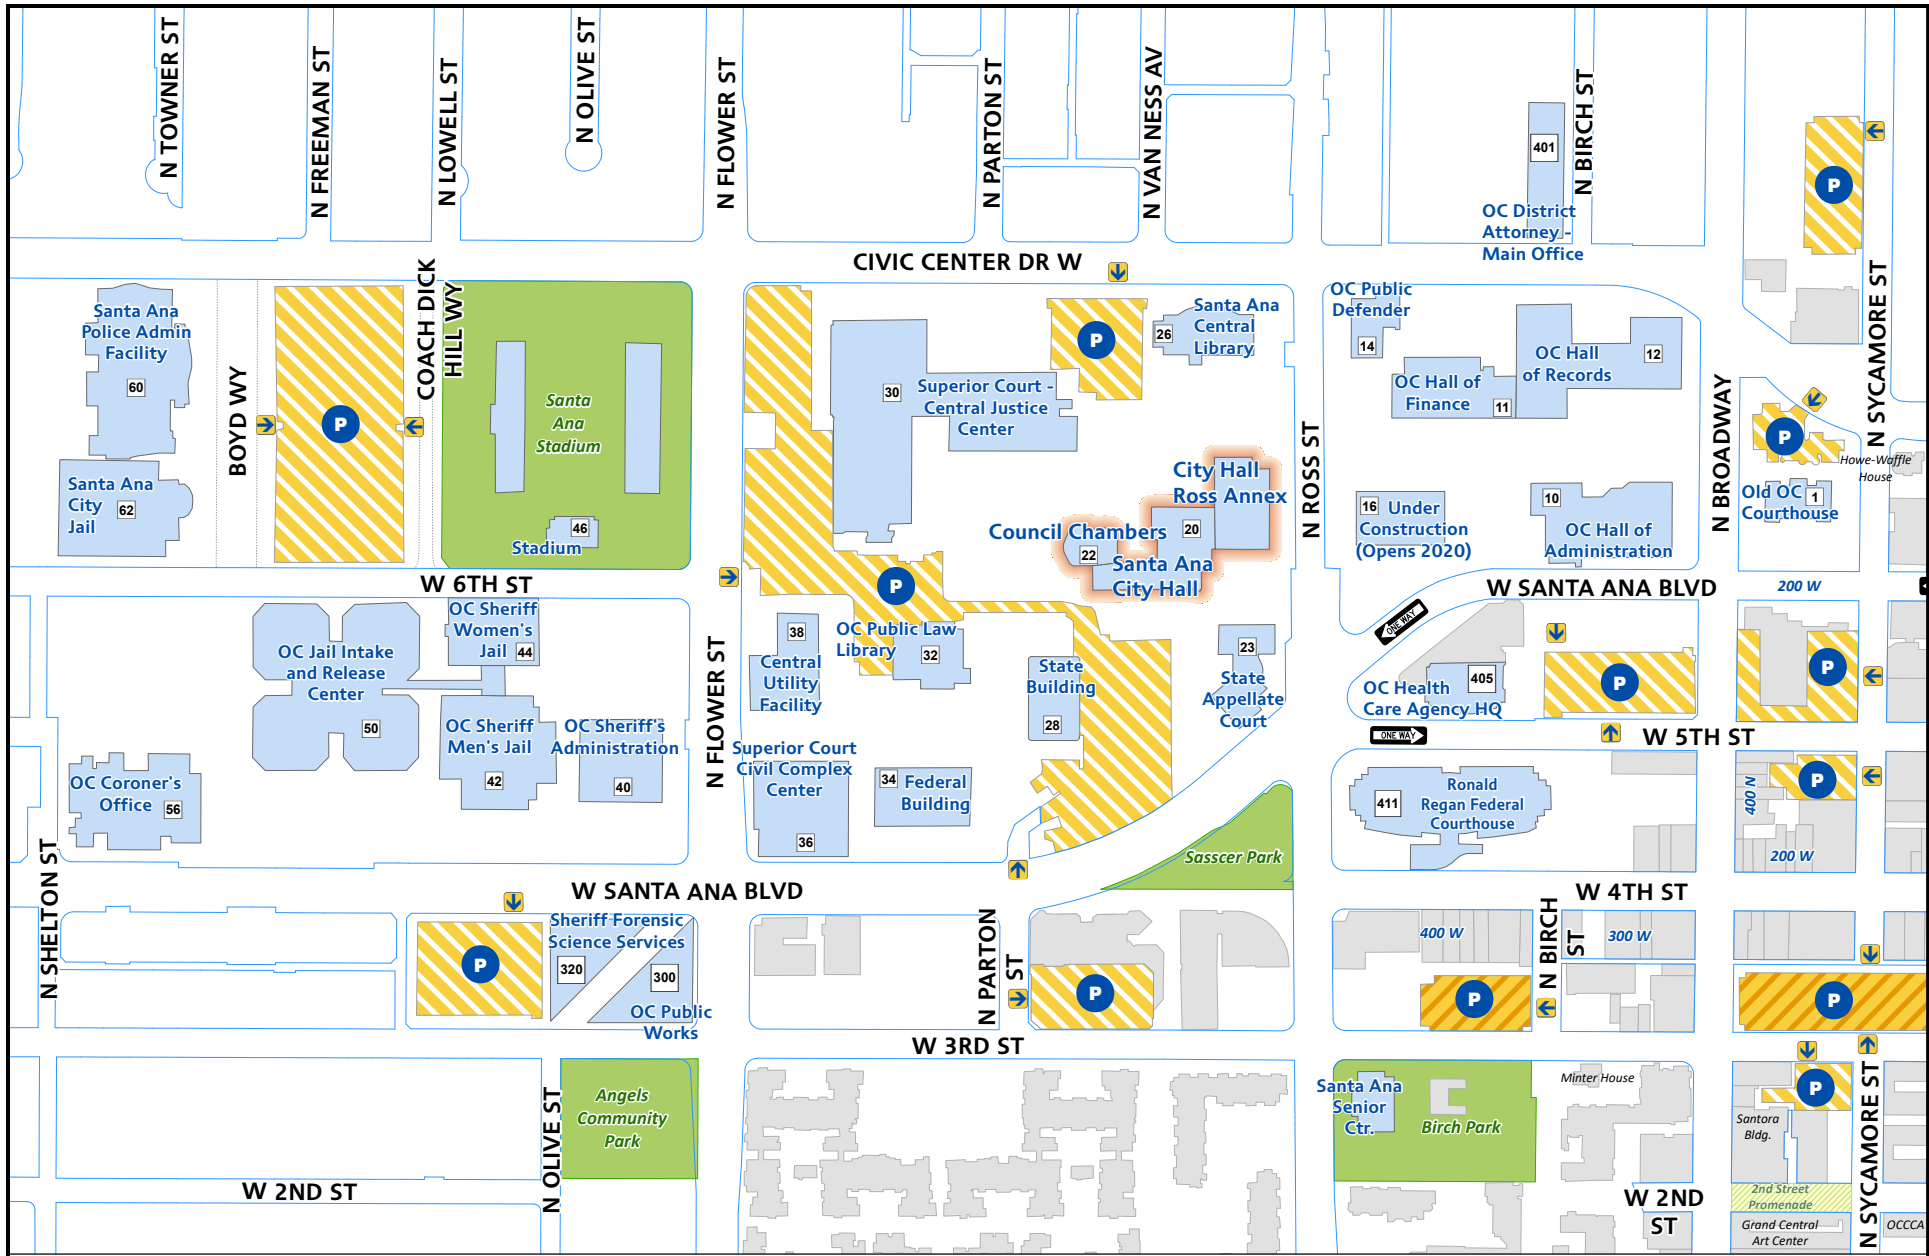 N TOWNER ST
N FREEMAN ST
N LOWELL ST
N OLIVE ST
N FLOWER ST
N PARTON ST
N VAN NESS AV
N BIRCH ST
401
OC District
Attorney -
Main Office
P
N SYCAMORE ST
CIVIC CENTER DR W
COACH DICK
HILL WY
BOYD WY
Santa Ana
Police Admin
Facility
60
Santa Ana
City
Jail
62
P
Santa
Ana
Stadium
46
Stadium
30
Superior Court -
Central Justice
Center
P
26
Santa Ana
Central
Library
City Hall
Ross Annex
20
Council Chambers
22
Santa Ana
City Hall
N ROSS ST
OC Public
Defender
14
OC Hall of
Finance
11
OC Hall
of Records
12
16
Under
Construction
(Opens 2020)
10
OC Hall of
Administration
N BROADWAY
P
Howe-Waffle
House
Old OC
Courthouse
1
W 6TH ST
W SANTA ANA BLVD
200 W
ONE WAY
OC Jail Intake
and Release
Center
50
OC Sheriff
Women's
Jail
44
OC Sheriff
Men's Jail
42
OC Sheriff's
Administration
40
OC Coroner's
Office
56
N FLOWER ST
38
Central
Utility
Facility
P
OC Public Law
Library
32
State
Building
28
23
State
Appellate
Court
OC Health
Care Agency HQ
405
P
P
ONE WAY
W 5TH ST
Superior Court
Civil Complex
Center
36
34
Federal
Building
411
Ronald
Regan Federal
Courthouse
400 N
P
200 W
Sasscer Park
N SHELTON ST
W SANTA ANA BLVD
W 4TH ST
P
Sheriff Forensic
Science Services
320
300
OC Public
Works
N PARTON
ST
P
400 W
N BIRCH
ST
300 W
P
P
W 3RD ST
N OLIVE ST
Angels
Community
Park
Santa Ana
Senior
Ctr.
Birch Park
Minter House
P
Santora
Bldg.
N SYCAMORE ST
W 2ND ST
W 2ND
ST
2nd Street
Promenade
Grand Central
Art Center
OCCCA